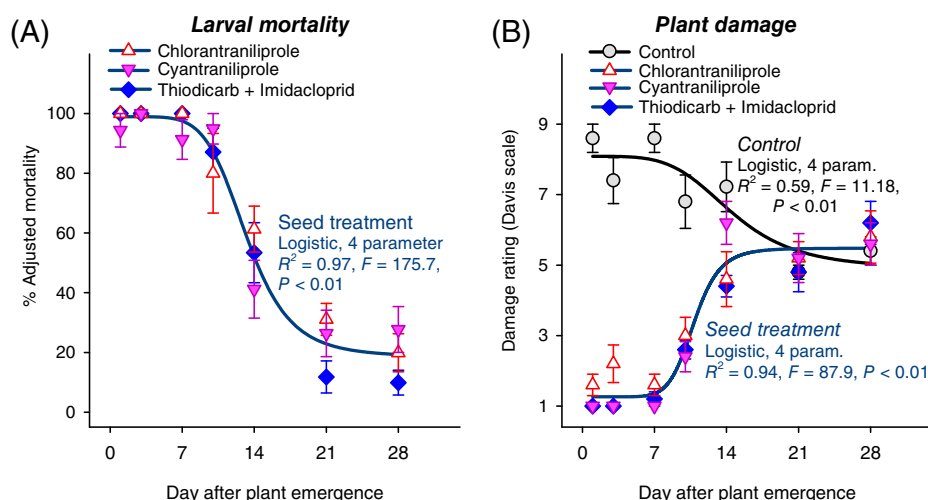 (A)
Larval mortality
Chlorantraniliprole
Cyantraniliprole
Thiodicarb + Imidacloprid
% Adjusted mortality
100
80
60
40
20
0
Seed treatment
Logistic, 4 parameter
R² = 0.97, F = 175.7,
P < 0.01
0 7 14 21 28
Day after plant emergence
(B)
Plant damage
Control
Chlorantraniliprole
Cyantraniliprole
Thiodicarb + Imidacloprid
Damage rating (Davis scale)
9
7
5
3
1
Control
Logistic, 4 param.
R² = 0.59, F = 11.18,
P < 0.01
Seed treatment
Logistic, 4 param.
R² = 0.94, F = 87.9, P < 0.01
0 7 14 21 28
Day after plant emergence